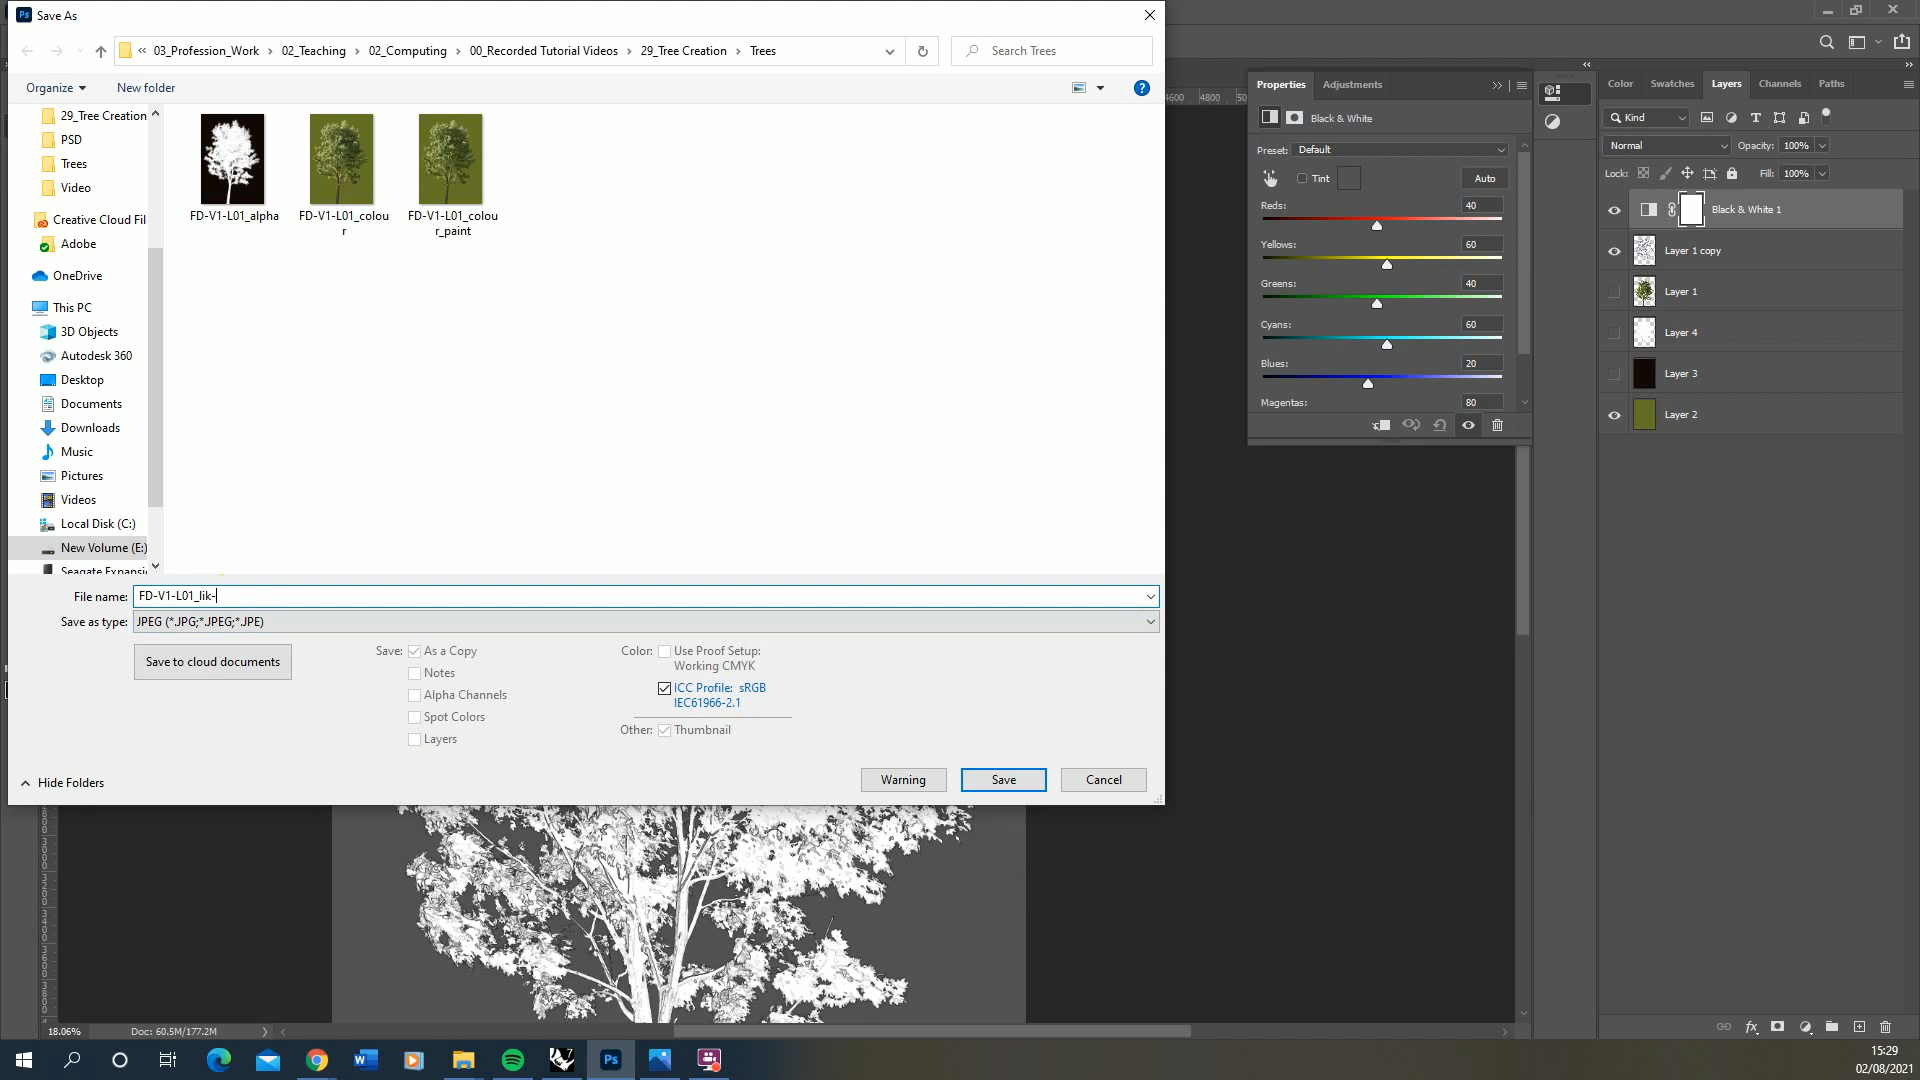 Ps Save As
« 03_Profession_Work › 02_Teaching › 02_Computing › 00_Recorded Tutorial Videos › 29_Tree Creation › Trees
Search Trees
Organize
New folder
29_Tree Creation
PSD
Trees
Video
Creative Cloud Fil
Adobe
OneDrive
This PC
3D Objects
Autodesk 360
Desktop
Documents
Downloads
Music
Pictures
Videos
Local Disk (C:)
New Volume (E:)
Seagate Expansi
FD-V1-L01_alpha
FD-V1-L01_colou
r
FD-V1-L01_colou
r_paint
File name: FD-V1-L01_lik-
Save as type: JPEG (*.JPG;*.JPEG;*.JPE)
Save to cloud documents
Save: As a Copy
Notes
Alpha Channels
Spot Colors
Layers
Color: Use Proof Setup:
Working CMYK
ICC Profile: sRGB
IEC61966-2.1
Other: Thumbnail
Hide Folders
Warning
Save
Cancel
4600 4800
Properties
Adjustments
Black & White
Preset: Default
Tint
Auto
Reds: 40
Yellows: 60
Greens: 40
Cyans: 60
Blues: 20
Magentas: 80
Color
Swatches
Layers
Channels
Paths
Kind
Normal
Opacity: 100%
Lock:
Fill: 100%
Black & White 1
Layer 1 copy
Layer 1
Layer 4
Layer 3
Layer 2
18.06%
Doc: 60.5M/177.2M
Ps
15:29
02/08/2021